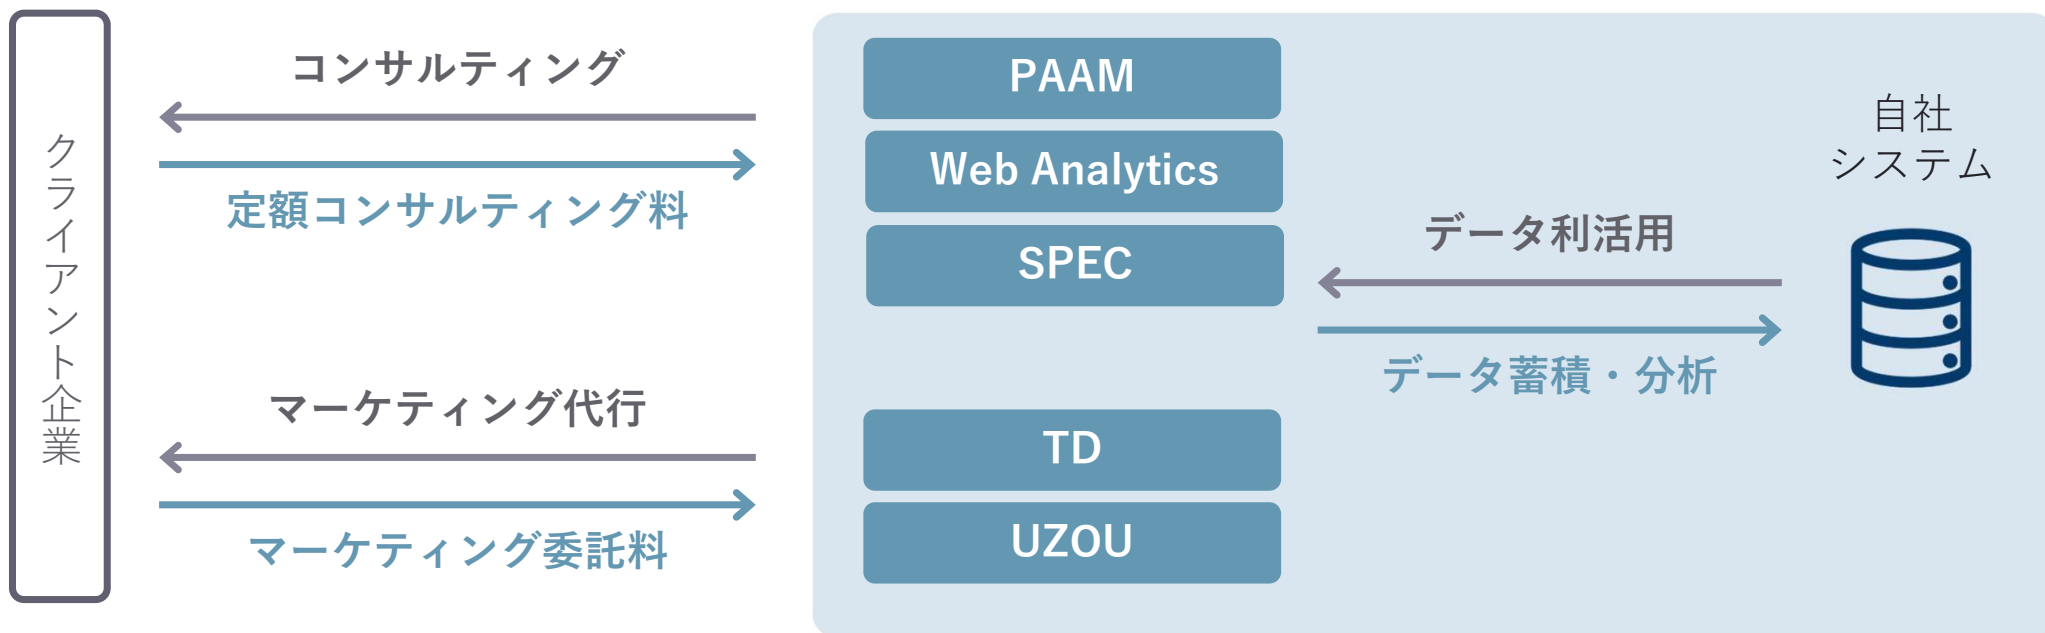 クライアント企業
コンサルティング
定額コンサルティング料
マーケティング代行
マーケティング委託料
PAAM
Web Analytics
SPEC
TD
UZOU
データ利活用
データ蓄積・分析
自社
システム